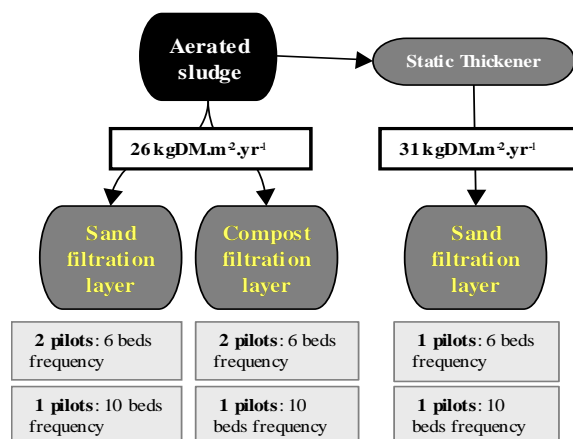 Aerated
sludge
Static Thickener
26 kgDM.m⁻².yr⁻¹
31 kgDM.m⁻².yr⁻¹
Sand
filtration
layer
Compost
filtration
layer
Sand
filtration
layer
2 pilots: 6 beds
frequency
2 pilots: 6 beds
frequency
1 pilots: 6 beds
frequency
1 pilots: 10 beds
frequency
1 pilots: 10
beds frequency
1 pilots: 10
beds frequency